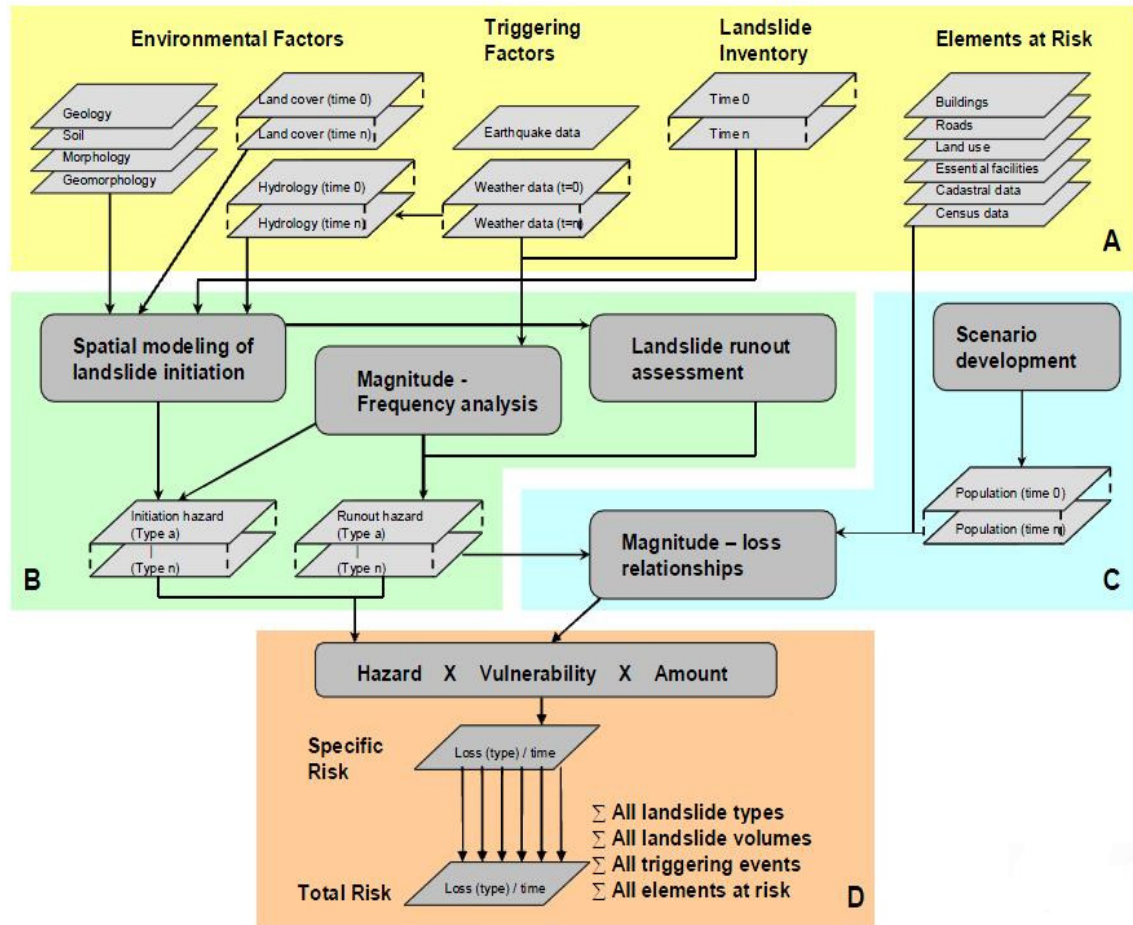 Environmental Factors
Triggering
Factors
Landslide
Inventory
Elements at Risk
Geology
Soil
Morphology
Geomorphology
Land cover (time 0)
Land cover (time n)
Hydrology (time 0)
Hydrology (time n)
Earthquake data
Weather data (t=0)
Weather data (t=n)
Time 0
Time n
Buildings
Roads
Land use
Essential facilities
Cadastral data
Census data
A
Spatial modeling of
landslide initiation
Magnitude -
Frequency analysis
Landslide runout
assessment
Scenario
development
Initiation hazard
(Type a)
(Type n)
Runout hazard
(Type a)
(Type n)
B
Magnitude – loss
relationships
Population (time 0)
Population (time n)
C
Hazard X Vulnerability X Amount
Specific
Risk
Loss (type) / time
∑ All landslide types
∑ All landslide volumes
∑ All triggering events
∑ All elements at risk
Total Risk
Loss (type) / time
D